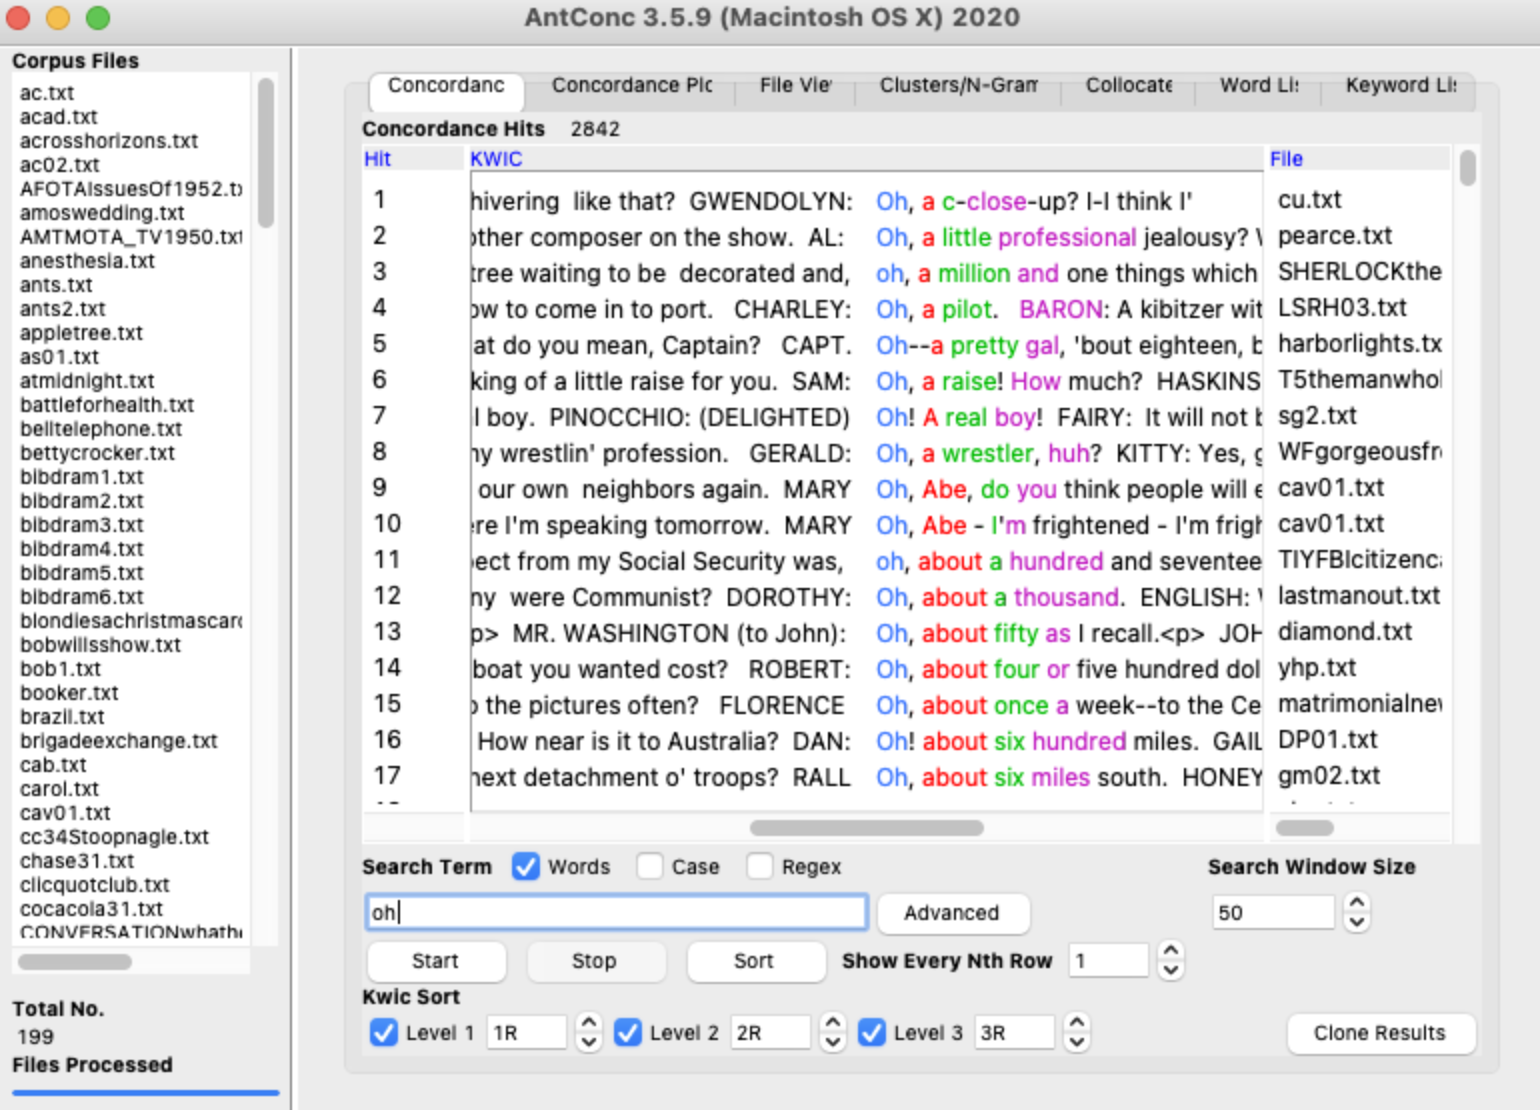 AntConc 3.5.9 (Macintosh OS X) 2020
Corpus Files
ac.txt
acad.txt
acrosshorizons.txt
ac02.txt
AFOTAIssuesOf1952.tx
amoswedding.txt
AMTMOTA_TV1950.txt
anesthesia.txt
ants.txt
ants2.txt
appletree.txt
as01.txt
atmidnight.txt
battleforhealth.txt
belltelephone.txt
bettycrocker.txt
bibdram1.txt
bibdram2.txt
bibdram3.txt
bibdram4.txt
bibdram5.txt
bibdram6.txt
blondiesachristmascaro
bobwillsshow.txt
bob1.txt
booker.txt
brazil.txt
brigadeexchange.txt
cab.txt
carol.txt
cav01.txt
cc34Stoopnagle.txt
chase31.txt
clicquotclub.txt
cocacola31.txt
CONVERSATIONwhathe
Total No.
199
Files Processed
Concordanc Concordance Plo File Vie Clusters/N-Gram Collocate Word Lis Keyword Lis
Concordance Hits 2842
Hit KWIC File
1 hivering like that? GWENDOLYN: Oh, a c-close-up? I-I think I' cu.txt
2 other composer on the show. AL: Oh, a little professional jealousy? W pearce.txt
3 tree waiting to be decorated and, oh, a million and one things which SHERLOCKthe
4 ow to come in to port. CHARLEY: Oh, a pilot. BARON: A kibitzer wit LSRH03.txt
5 at do you mean, Captain? CAPT. Oh--a pretty gal, 'bout eighteen, b harborlights.tx
6 king of a little raise for you. SAM: Oh, a raise! How much? HASKINS T5themanwhol
7 l boy. PINOCCHIO: (DELIGHTED) Oh! A real boy! FAIRY: It will not b sg2.txt
8 ny wrestlin' profession. GERALD: Oh, a wrestler, huh? KITTY: Yes, g WFgorgeousfr
9 our own neighbors again. MARY Oh, Abe, do you think people will e cav01.txt
10 ere I'm speaking tomorrow. MARY Oh, Abe - I'm frightened - I'm frigh cav01.txt
11 pect from my Social Security was, oh, about a hundred and seventee TIYFBIcitizenc
12 ny were Communist? DOROTHY: Oh, about a thousand. ENGLISH: W lastmanout.txt
13 p> MR. WASHINGTON (to John): Oh, about fifty as I recall.<p> JOH diamond.txt
14 boat you wanted cost? ROBERT: Oh, about four or five hundred dol yhp.txt
15 o the pictures often? FLORENCE Oh, about once a week--to the Ce matrimonialnew
16 How near is it to Australia? DAN: Oh! about six hundred miles. GAIL DP01.txt
17 next detachment o' troops? RALL Oh, about six miles south. HONEY gm02.txt
Search Term Words Case Regex Search Window Size
oh Advanced 50
Start Stop Sort Show Every Nth Row 1
Kwic Sort
Level 1 1R Level 2 2R Level 3 3R Clone Results